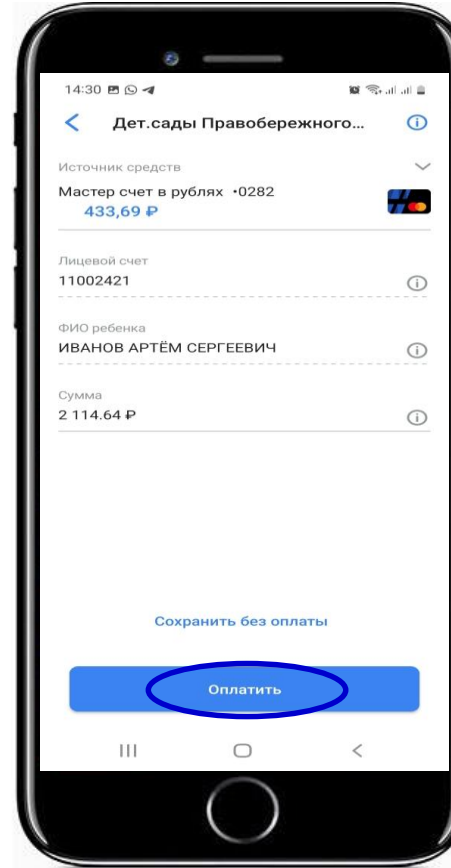 14:30
Дет.сады Правобережного...
Источник средств
Мастер счет в рублях •0282
433,69 ₽
Лицевой счет
11002421
ФИО ребенка
ИВАНОВ АРТЁМ СЕРГЕЕВИЧ
Сумма
2 114.64 ₽
Сохранить без оплаты
Оплатить